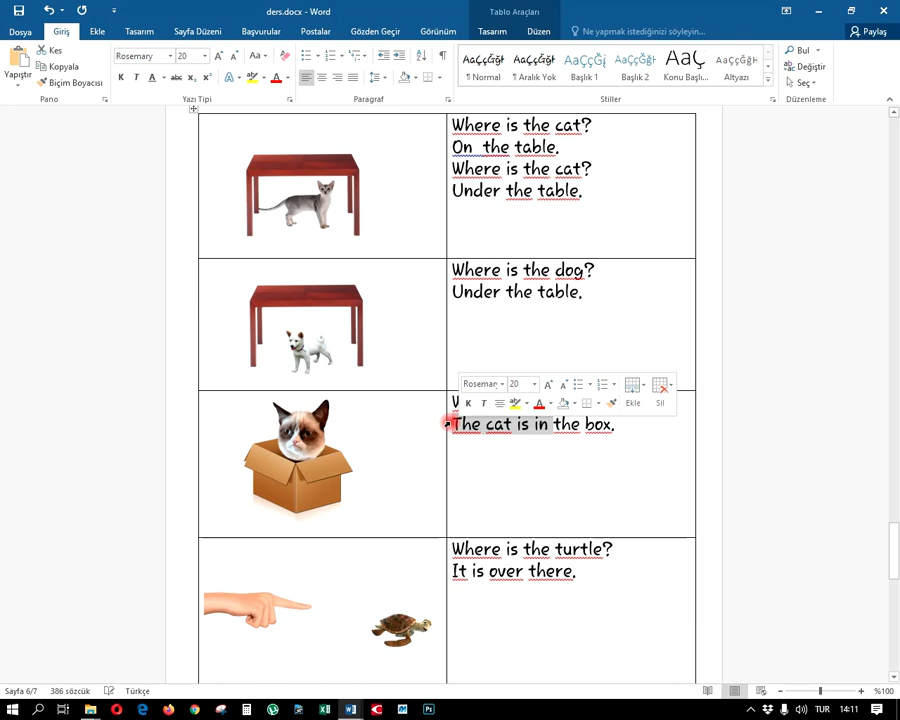 ders.docx - Word
Tablo Araçları
Dosya Giriş Ekle Tasarım Sayfa Düzeni Başvurular Postalar Gözden Geçir Görünüm Tasarım Düzen Ne yapmak istediğinizi söyleyin... Paylaş
Yapıştır
Kes
Kopyala
Biçim Boyacısı
Pano
Rosemary 20
Yazı Tipi
Paragraf
AaÇçĞğ AaÇçĞğ AaÇçĞ AaÇçĞğ AaÇ AaÇçĞğ
¶ Normal ¶ Aralık Yok Başlık 1 Başlık 2 Konu Başl... Altyazı
Stiller
Bul
Değiştir
Seç
Düzenleme
Where is the cat?
On the table.
Where is the cat?
Under the table.
Where is the dog?
Under the table.
Rosemar 20
Ekle Sil
The cat is in the box.
Where is the turtle?
It is over there.
Sayfa 6/7 386 sözcük Türkçe %100
TUR 14:11